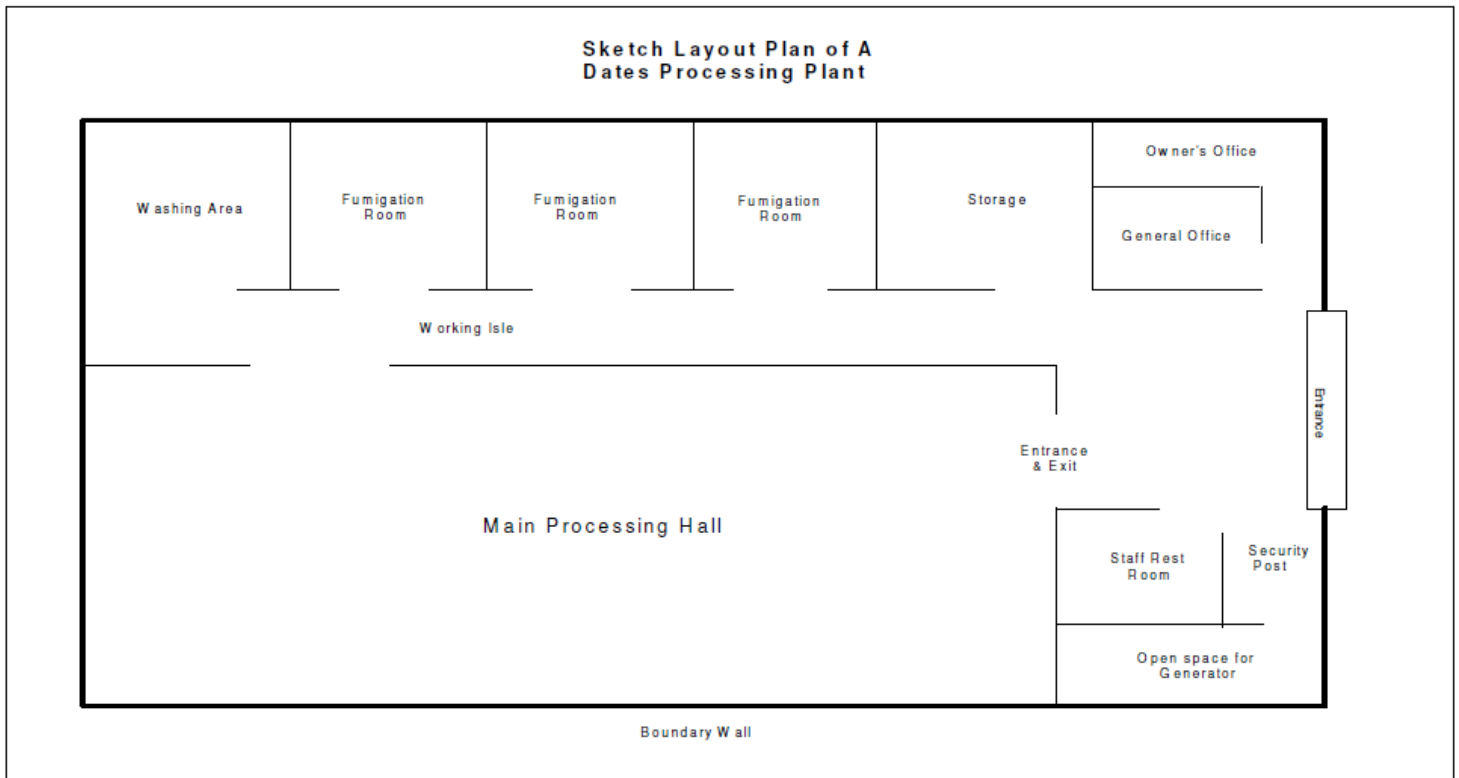 Sketch Layout Plan of A
Dates Processing Plant
Owner's Office
Washing Area
Fumigation
Room
Fumigation
Room
Fumigation
Room
Storage
General Office
Working Isle
Entrance
Entrance
& Exit
Main Processing Hall
Staff Rest
Room
Security
Post
Open space for
Generator
Boundary Wall